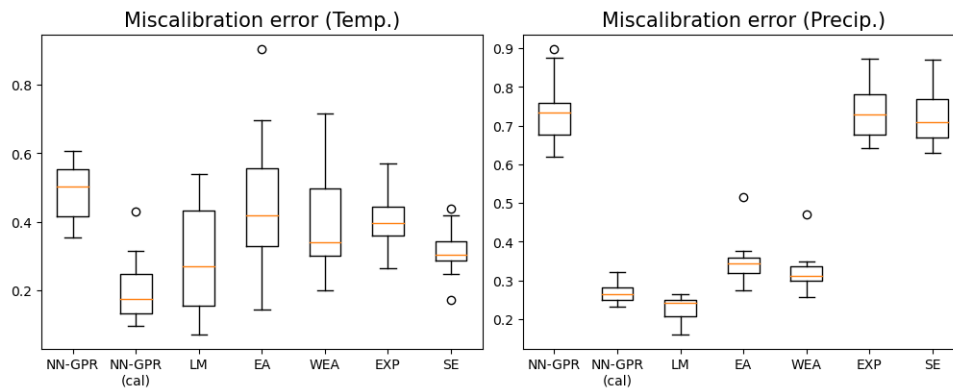 Miscalibration error (Temp.)
0.8
0.6
0.4
0.2
NN-GPR NN-GPR LM EA WEA EXP SE
(cal)
Miscalibration error (Precip.)
0.9
0.8
0.7
0.6
0.5
0.4
0.3
0.2
NN-GPR NN-GPR LM EA WEA EXP SE
(cal)